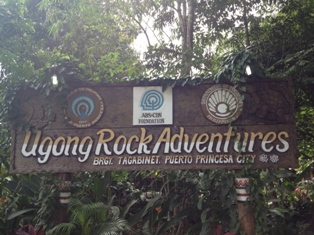 ABS-CBN
FOUNDATION
Ugong Rock Adventures
BRGY. TAGABINET, PUERTO PRINCESA CITY